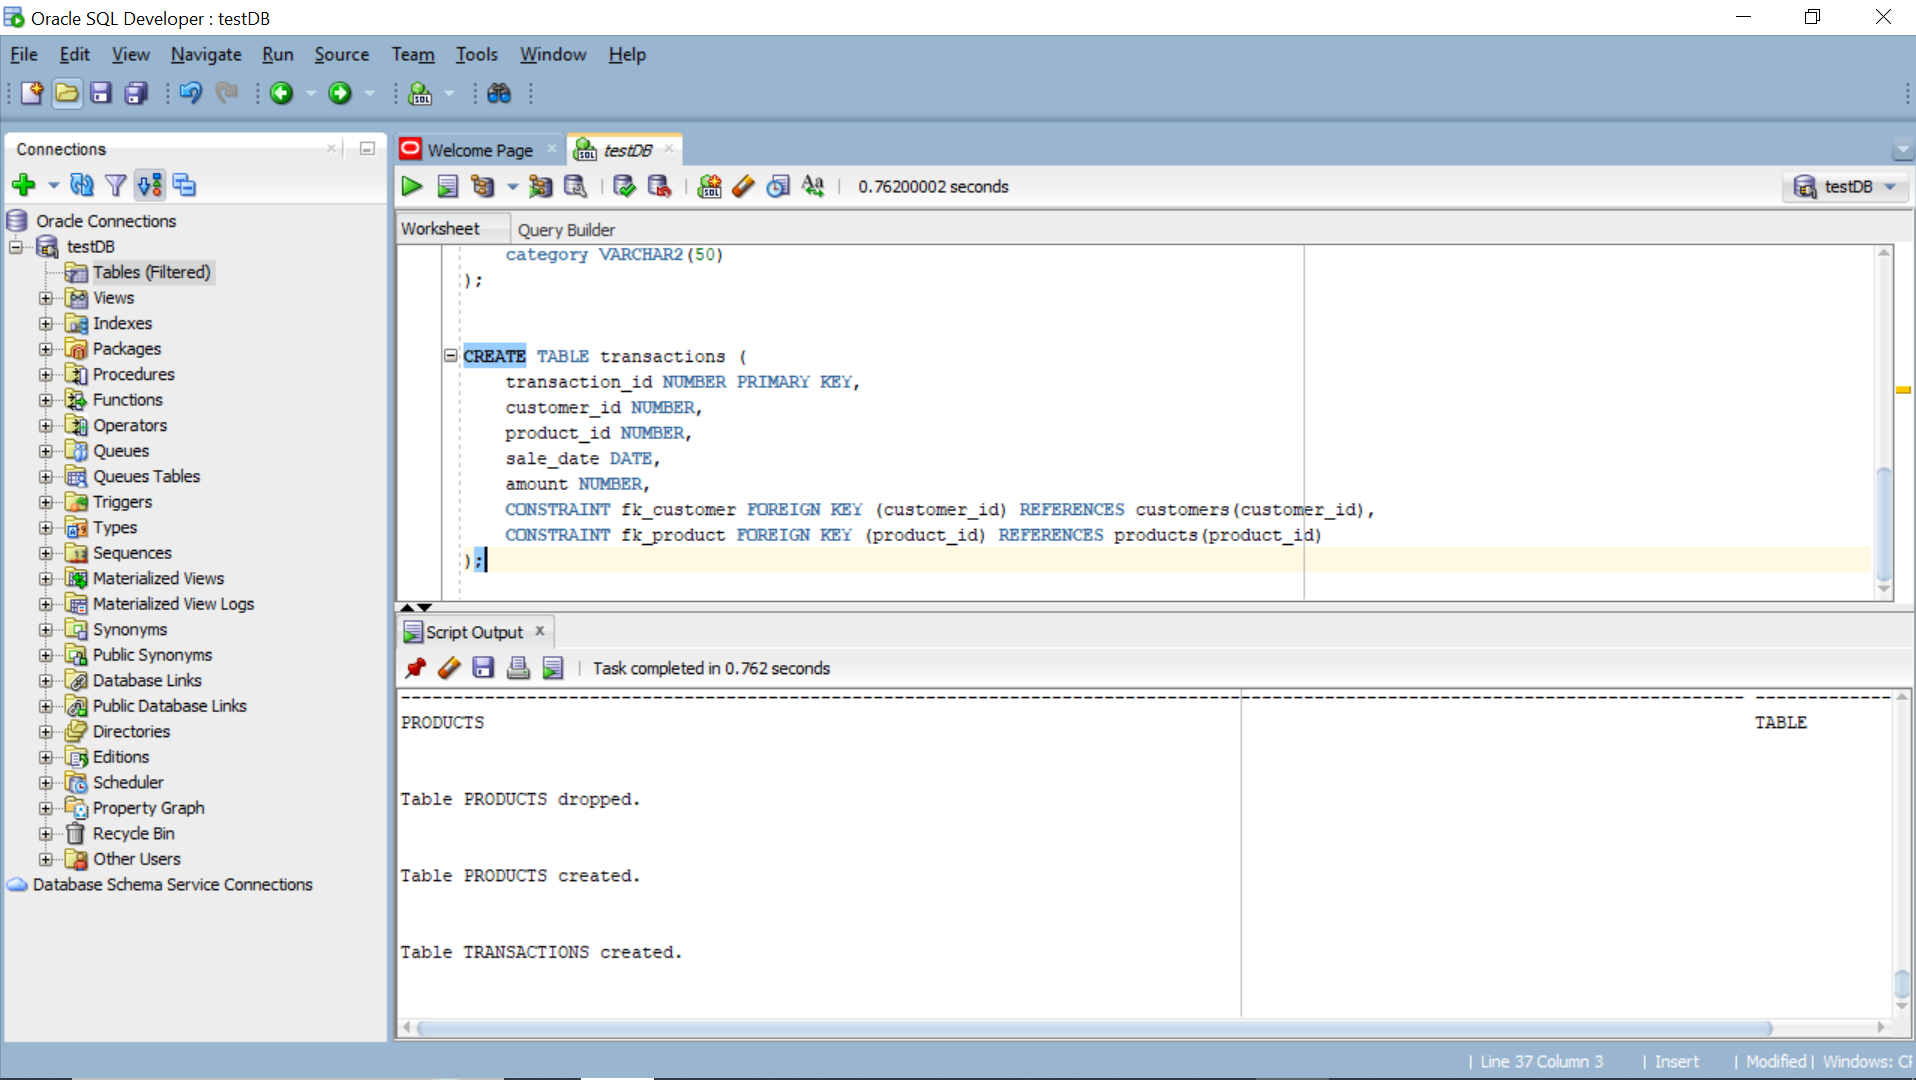 Oracle SQL Developer : testDB
File Edit View Navigate Run Source Team Tools Window Help
Connections
Welcome Page
testDB
0.76200002 seconds
testDB
Worksheet
Query Builder
Oracle Connections
testDB
Tables (Filtered)
Views
Indexes
Packages
Procedures
Functions
Operators
Queues
Queues Tables
Triggers
Types
Sequences
Materialized Views
Materialized View Logs
Synonyms
Public Synonyms
Database Links
Public Database Links
Directories
Editions
Scheduler
Property Graph
Recycle Bin
Other Users
Database Schema Service Connections
category VARCHAR2(50)
);
CREATE TABLE transactions (
transaction_id NUMBER PRIMARY KEY,
customer_id NUMBER,
product_id NUMBER,
sale_date DATE,
amount NUMBER,
CONSTRAINT fk_customer FOREIGN KEY (customer_id) REFERENCES customers(customer_id),
CONSTRAINT fk_product FOREIGN KEY (product_id) REFERENCES products(product_id)
);
Script Output
Task completed in 0.762 seconds
PRODUCTS TABLE
Table PRODUCTS dropped.
Table PRODUCTS created.
Table TRANSACTIONS created.
| Line 37 Column 3 | Insert | Modified | Windows: CF